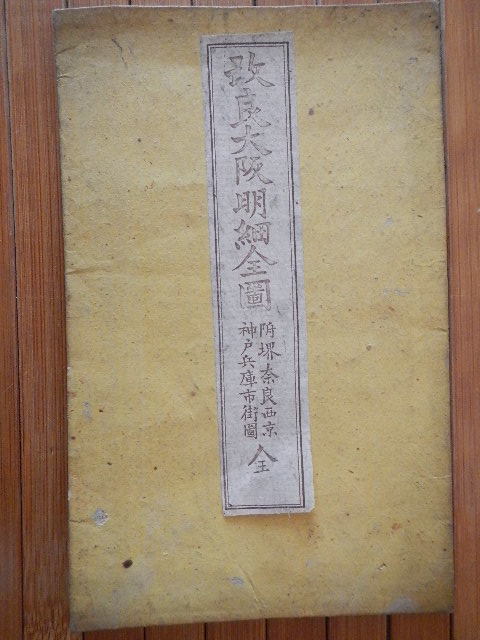 改良大阪明細全圖
附堺奈良西京
神戸兵庫市街圖
全